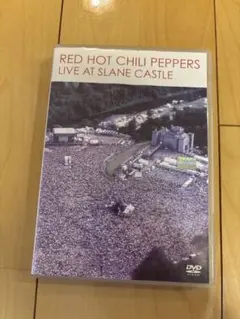 RED HOT CHILI PEPPERS
LIVE AT SLANE CASTLE
DVD